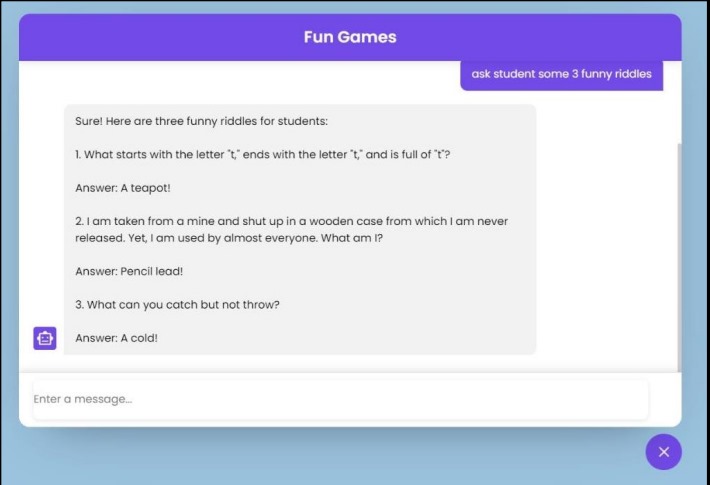 Fun Games
ask student some 3 funny riddles
Sure! Here are three funny riddles for students:
1. What starts with the letter "t," ends with the letter "t," and is full of "t"?
Answer: A teapot!
2. I am taken from a mine and shut up in a wooden case from which I am never
released. Yet, I am used by almost everyone. What am I?
Answer: Pencil lead!
3. What can you catch but not throw?
Answer: A cold!
Enter a message...